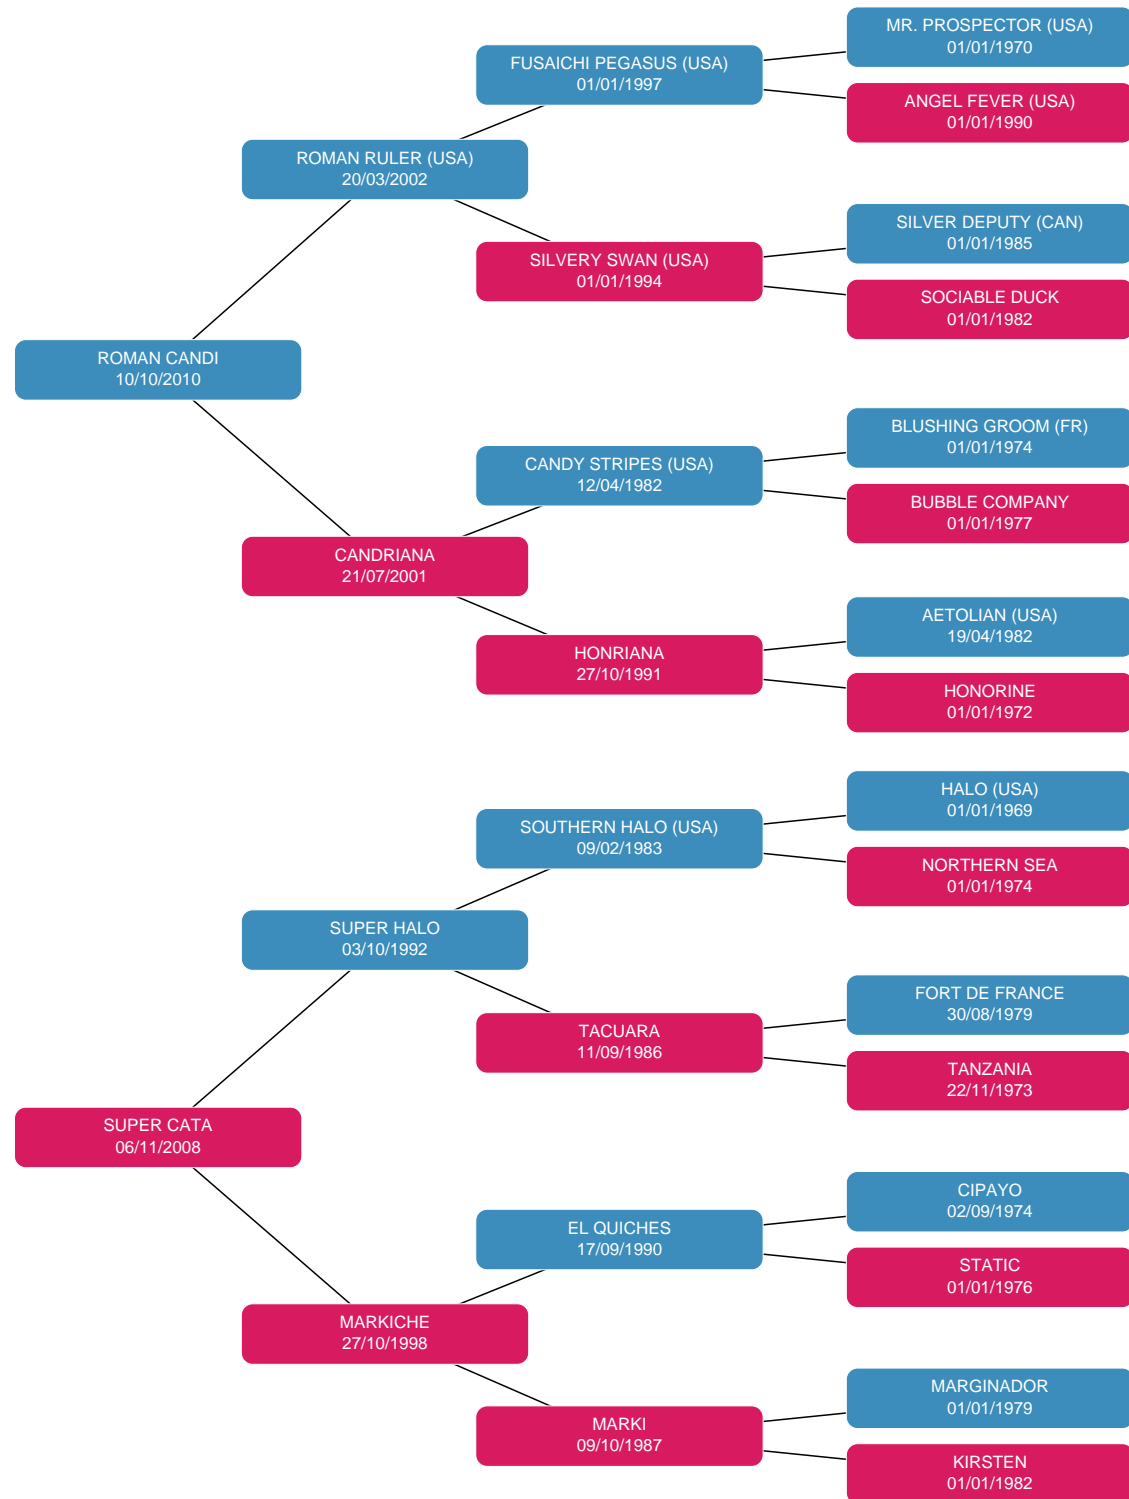 MR. PROSPECTOR (USA)
01/01/1970
FUSAICHI PEGASUS (USA)
01/01/1997
ANGEL FEVER (USA)
01/01/1990
ROMAN RULER (USA)
20/03/2002
SILVER DEPUTY (CAN)
01/01/1985
SILVERY SWAN (USA)
01/01/1994
SOCIABLE DUCK
01/01/1982
ROMAN CANDI
10/10/2010
BLUSHING GROOM (FR)
01/01/1974
CANDY STRIPES (USA)
12/04/1982
BUBBLE COMPANY
01/01/1977
CANDRIANA
21/07/2001
AETOLIAN (USA)
19/04/1982
HONRIANA
27/10/1991
HONORINE
01/01/1972
HALO (USA)
01/01/1969
SOUTHERN HALO (USA)
09/02/1983
NORTHERN SEA
01/01/1974
SUPER HALO
03/10/1992
FORT DE FRANCE
30/08/1979
TACUARA
11/09/1986
TANZANIA
22/11/1973
SUPER CATA
06/11/2008
CIPAYO
02/09/1974
EL QUICHES
17/09/1990
STATIC
01/01/1976
MARKICHE
27/10/1998
MARGINADOR
01/01/1979
MARKI
09/10/1987
KIRSTEN
01/01/1982